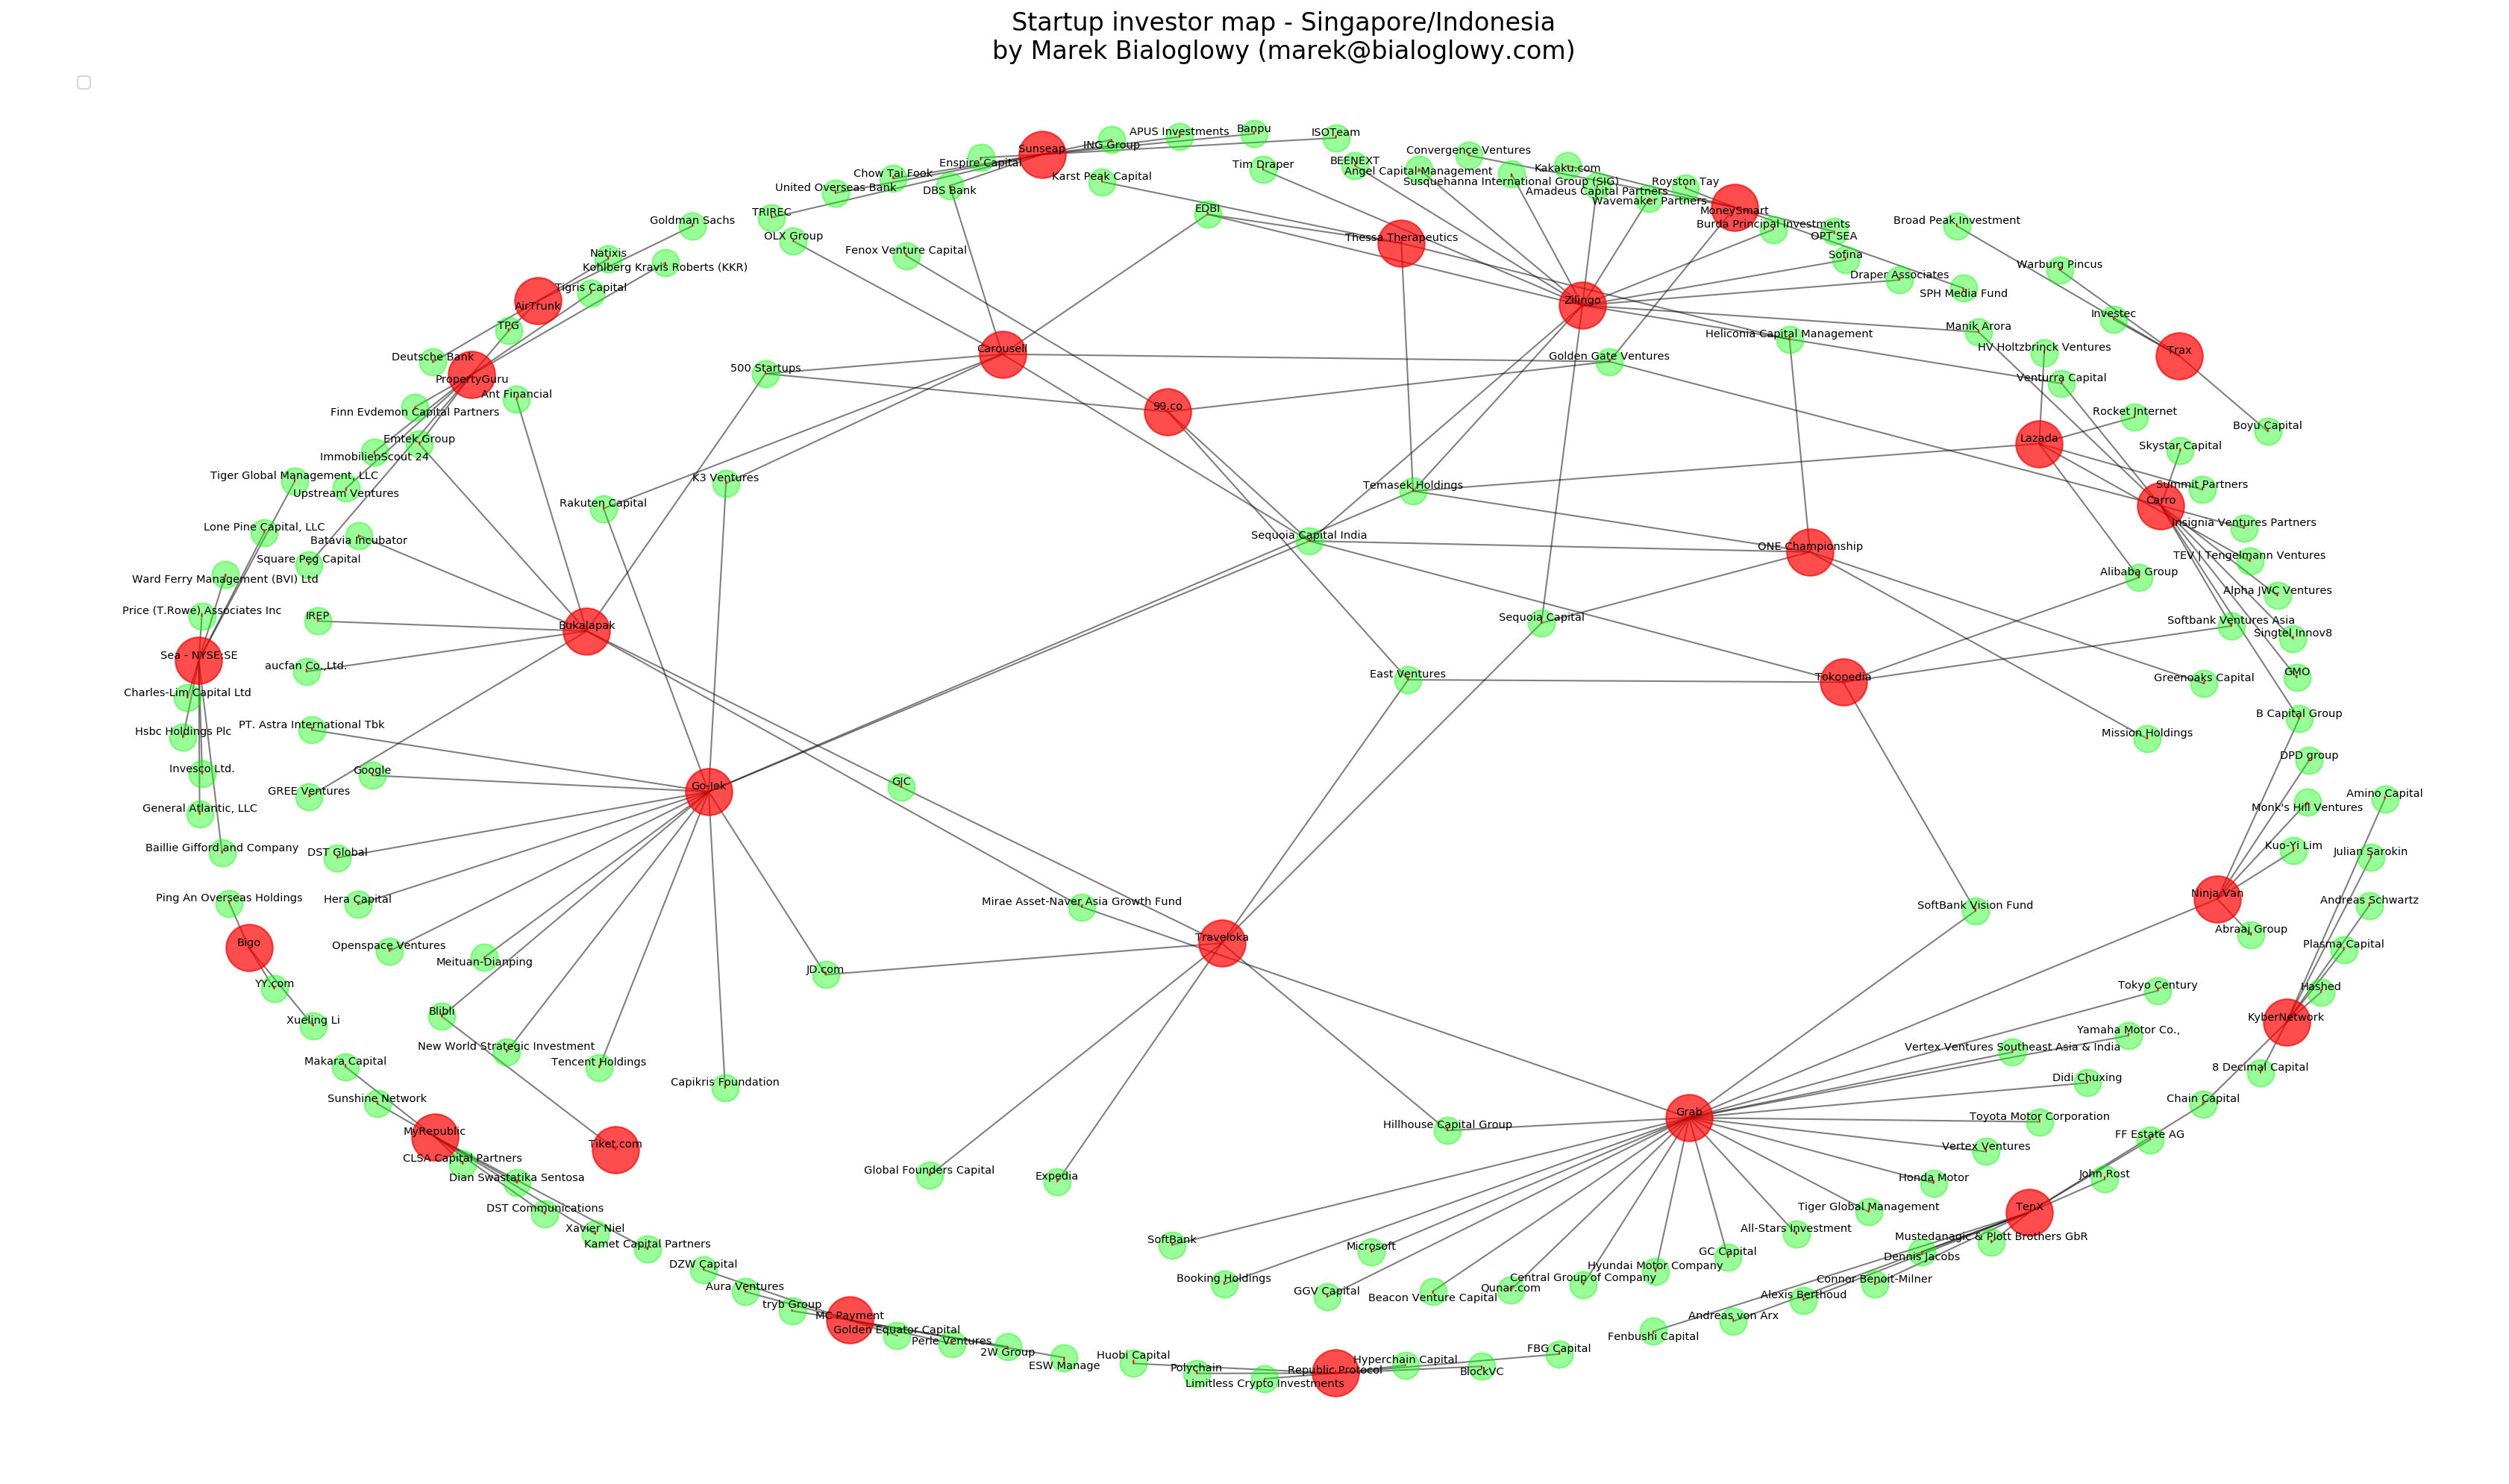 Startup investor map - Singapore/Indonesia
by Marek Bialoglowy (marek@bialoglowy.com)
Banpu
APUS Investments
ISOTeam
ING Group
Sunseap
Convergence Ventures
Enspire Capital
BEENEXT
Tim Draper
Kakaku.com
Angel Capital Management
Chow Tai Fook
Karst Peak Capital
Susquehanna International Group (SIG)
Royston Tay
United Overseas Bank
DBS Bank
Amadeus Capital Partners
Wavemaker Partners
TRIREC
EDBI
MoneySmart
Goldman Sachs
Broad Peak Investment
Burda Principal Investments
OLX Group
Thessa Therapeutics
OPT SEA
Fenox Venture Capital
Natixis
Sofina
Kohlberg Kravis Roberts (KKR)
Warburg Pincus
Draper Associates
Tigris Capital
SPH Media Fund
Zilingo
AirTrunk
Investec
TPG
Manik Arora
Heliconia Capital Management
HV Holtzbrinck Ventures
Carousell
Trax
Deutsche Bank
Golden Gate Ventures
500 Startups
PropertyGuru
Venturra Capital
Ant Financial
99.co
Finn Evdemon Capital Partners
Rocket Internet
Boyu Capital
Emtek Group
Lazada
Skystar Capital
ImmobilienScout 24
Tiger Global Management, LLC
K3 Ventures
Temasek Holdings
Summit Partners
Upstream Ventures
Rakuten Capital
Carro
Lone Pine Capital, LLC
Insignia Ventures Partners
Sequoia Capital India
Batavia Incubator
ONE Championship
Square Peg Capital
TEV | Tengelmann Ventures
Ward Ferry Management (BVI) Ltd
Alibaba Group
Alpha JWC Ventures
Price (T.Rowe) Associates Inc
IREP
Sequoia Capital
Softbank Ventures Asia
Bukalapak
Singtel Innov8
Sea - NYSE:SE
aucfan Co.,Ltd.
GMO
East Ventures
Tokopedia
Greenoaks Capital
Charles-Lim Capital Ltd
B Capital Group
PT. Astra International Tbk
Hsbc Holdings Plc
Mission Holdings
DPD group
Invesco Ltd.
Google
GIC
Go-Jek
GREE Ventures
Amino Capital
General Atlantic, LLC
Monk's Hill Ventures
Baillie Gifford and Company
DST Global
Kuo-Yi Lim
Julian Sarokin
Ninja Van
Ping An Overseas Holdings
Hera Capital
Mirae Asset-Naver Asia Growth Fund
SoftBank Vision Fund
Andreas Schwartz
Abraaj Group
Traveloka
Bigo
Openspace Ventures
Plasma Capital
Meituan-Dianping
JD.com
YY.com
Tokyo Century
Hashed
Blibli
Xueling Li
KyberNetwork
Yamaha Motor Co.,
New World Strategic Investment
Vertex Ventures Southeast Asia & India
Makara Capital
Tencent Holdings
8 Decimal Capital
Capikris Foundation
Didi Chuxing
Sunshine Network
Chain Capital
Grab
Toyota Motor Corporation
Hillhouse Capital Group
MyRepublic
FF Estate AG
Tiket.com
Vertex Ventures
CLSA Capital Partners
Global Founders Capital
Expedia
John Rost
Dian Swastatika Sentosa
Honda Motor
DST Communications
Tiger Global Management
TenX
Xavier Niel
All-Stars Investment
Mustedanagic & Plott Brothers GbR
SoftBank
Kamet Capital Partners
Microsoft
GC Capital
Dennis Jacobs
DZW Capital
Hyundai Motor Company
Booking Holdings
Central Group of Company
Connor Benoit-Milner
Aura Ventures
GGV Capital
Qunar.com
Beacon Venture Capital
Alexis Berthoud
tryb Group
MC Payment
Andreas von Arx
Golden Equator Capital
Fenbushi Capital
Perle Ventures
2W Group
FBG Capital
Huobi Capital
Hyperchain Capital
ESW Manage
Polychain
Republic Protocol
BlockVC
Limitless Crypto Investments